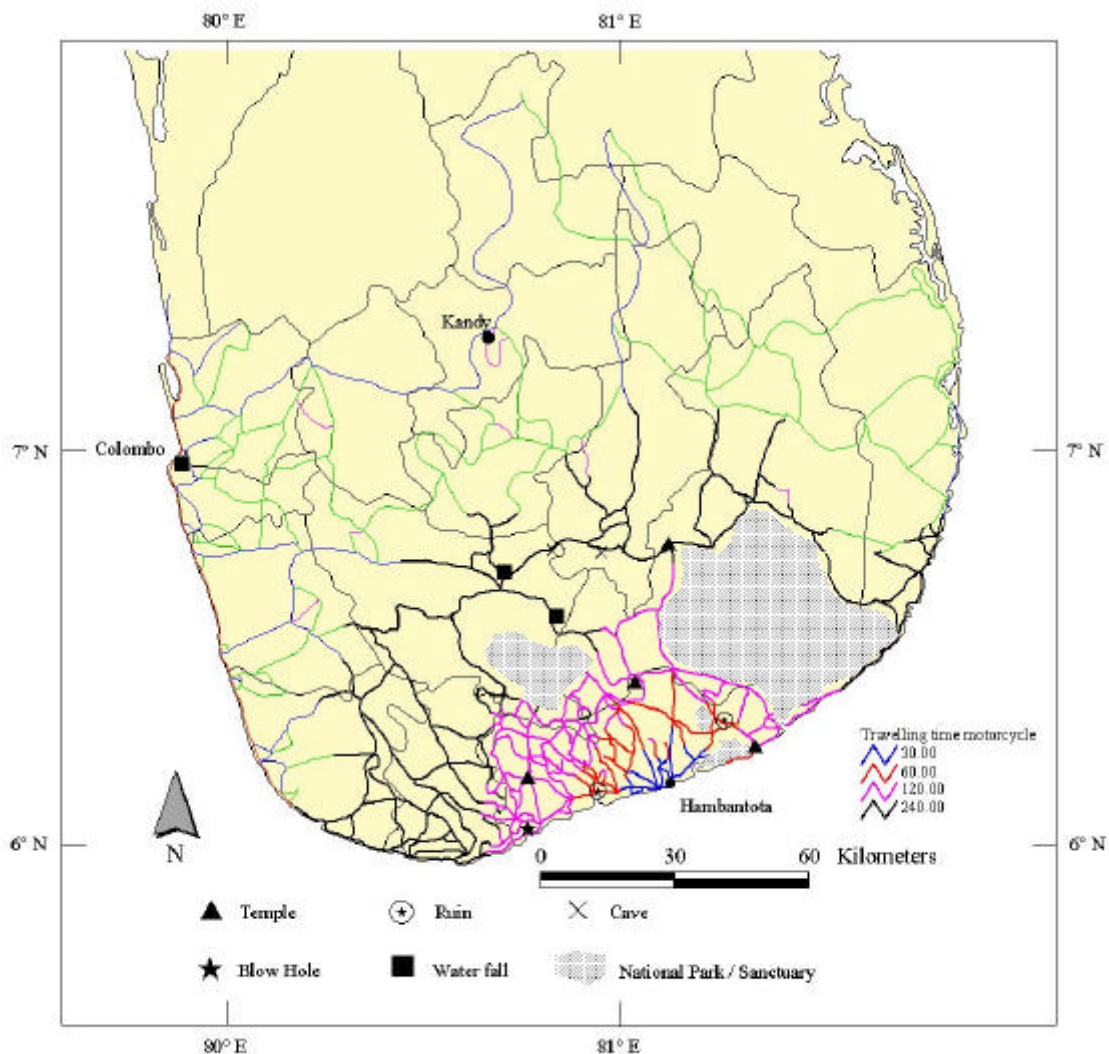 80° E 81° E
Kandy
7° N Colombo 7° N
Travelling time motorcycle
30.00
60.00
120.00
240.00
Hambantota
6° N 6° N
N
0 30 60 Kilometers
Temple Ruin Cave
Blow Hole Water fall National Park / Sanctuary
80° E 81° E